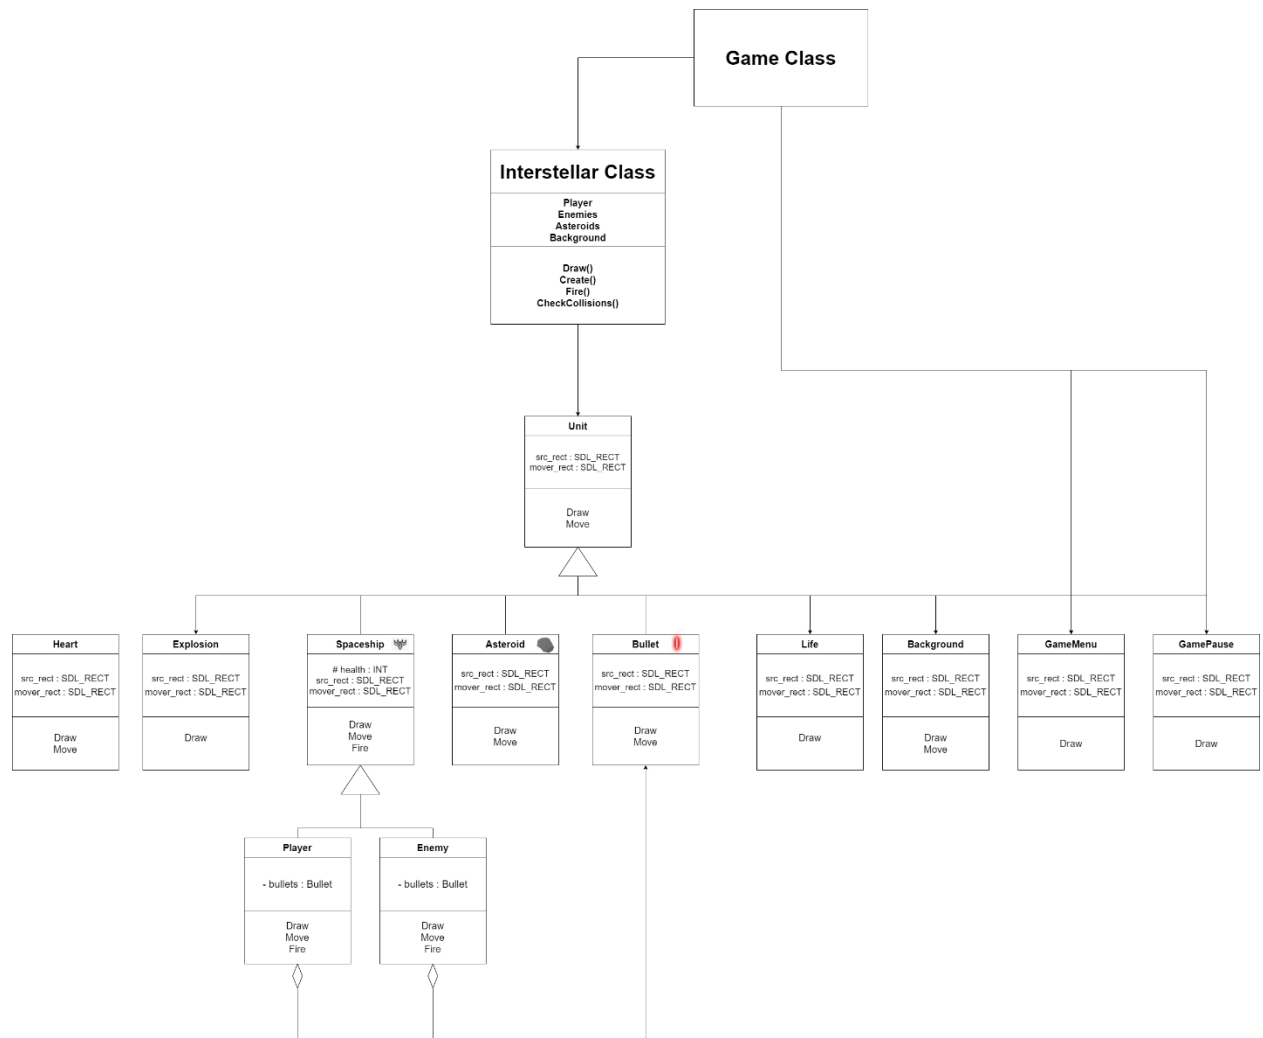 Game Class
Interstellar Class
Player
Enemies
Asteroids
Background
Draw()
Create()
Fire()
CheckCollisions()
Unit
src_rect : SDL_RECT
mover_rect : SDL_RECT
Draw
Move
Heart
src_rect : SDL_RECT
mover_rect : SDL_RECT
Draw
Move
Explosion
src_rect : SDL_RECT
mover_rect : SDL_RECT
Draw
Spaceship
# health : INT
src_rect : SDL_RECT
mover_rect : SDL_RECT
Draw
Move
Fire
Asteroid
src_rect : SDL_RECT
mover_rect : SDL_RECT
Draw
Move
Bullet
src_rect : SDL_RECT
mover_rect : SDL_RECT
Draw
Move
Life
src_rect : SDL_RECT
mover_rect : SDL_RECT
Draw
Background
src_rect : SDL_RECT
mover_rect : SDL_RECT
Draw
Move
GameMenu
src_rect : SDL_RECT
mover_rect : SDL_RECT
Draw
GamePause
src_rect : SDL_RECT
mover_rect : SDL_RECT
Draw
Player
- bullets : Bullet
Draw
Move
Fire
Enemy
- bullets : Bullet
Draw
Move
Fire